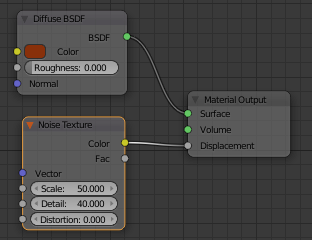 Diffuse BSDF
BSDF
Color
Roughness: 0.000
Normal
Material Output
Surface
Volume
Displacement
Noise Texture
Color
Fac
Vector
Scale: 50.000
Detail: 40.000
Distortion: 0.000